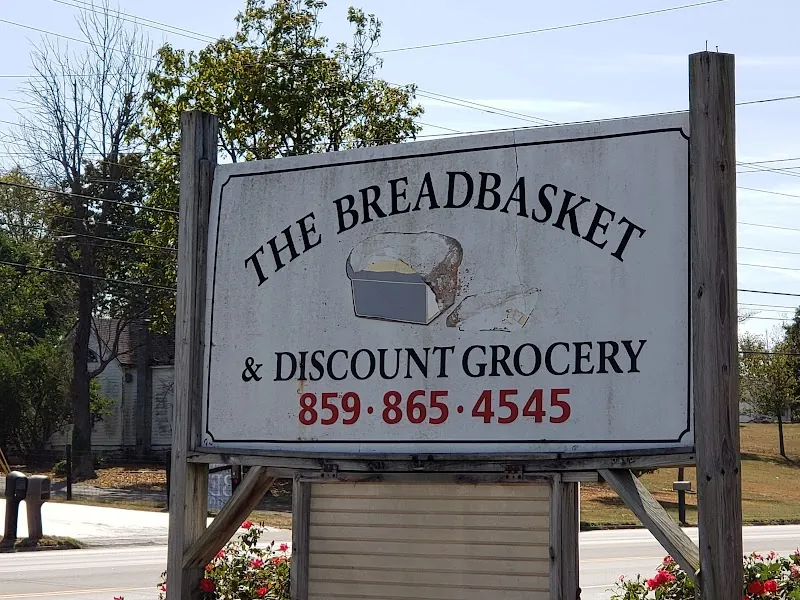 THE BREADBASKET
& DISCOUNT GROCERY
859·865·4545